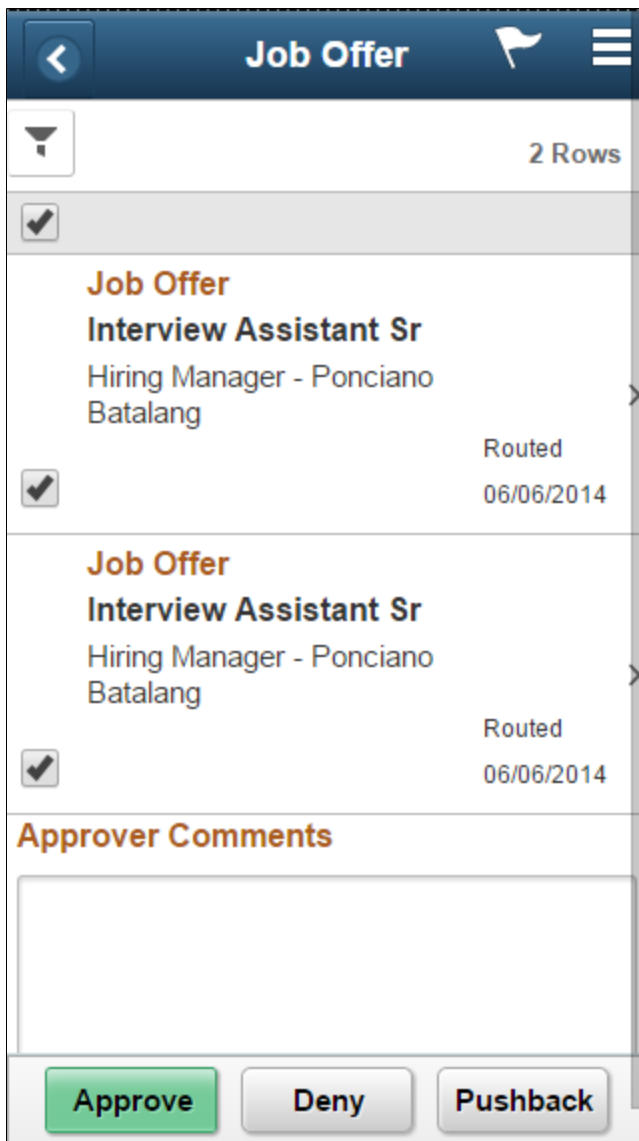 Job Offer
2 Rows
Job Offer
Interview Assistant Sr
Hiring Manager - Ponciano
Batalang
Routed
06/06/2014
Job Offer
Interview Assistant Sr
Hiring Manager - Ponciano
Batalang
Routed
06/06/2014
Approver Comments
Approve Deny Pushback